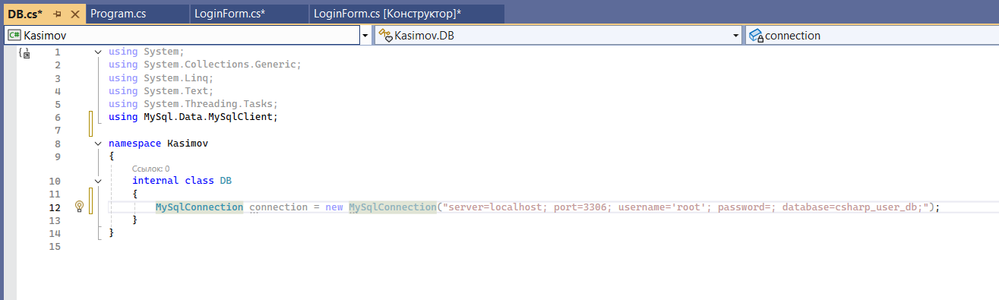 DB.cs* Program.cs LoginForm.cs* LoginForm.cs [Конструктор]*
C# Kasimov Kasimov.DB connection
1 using System;
2 using System.Collections.Generic;
3 using System.Linq;
4 using System.Text;
5 using System.Threading.Tasks;
6 using MySql.Data.MySqlClient;
7
8 namespace Kasimov
9 {
Ссылок: 0
10 internal class DB
11 {
12 MySqlConnection connection = new MySqlConnection("server=localhost; port=3306; username='root'; password=; database=csharp_user_db;");
13 }
14 }
15